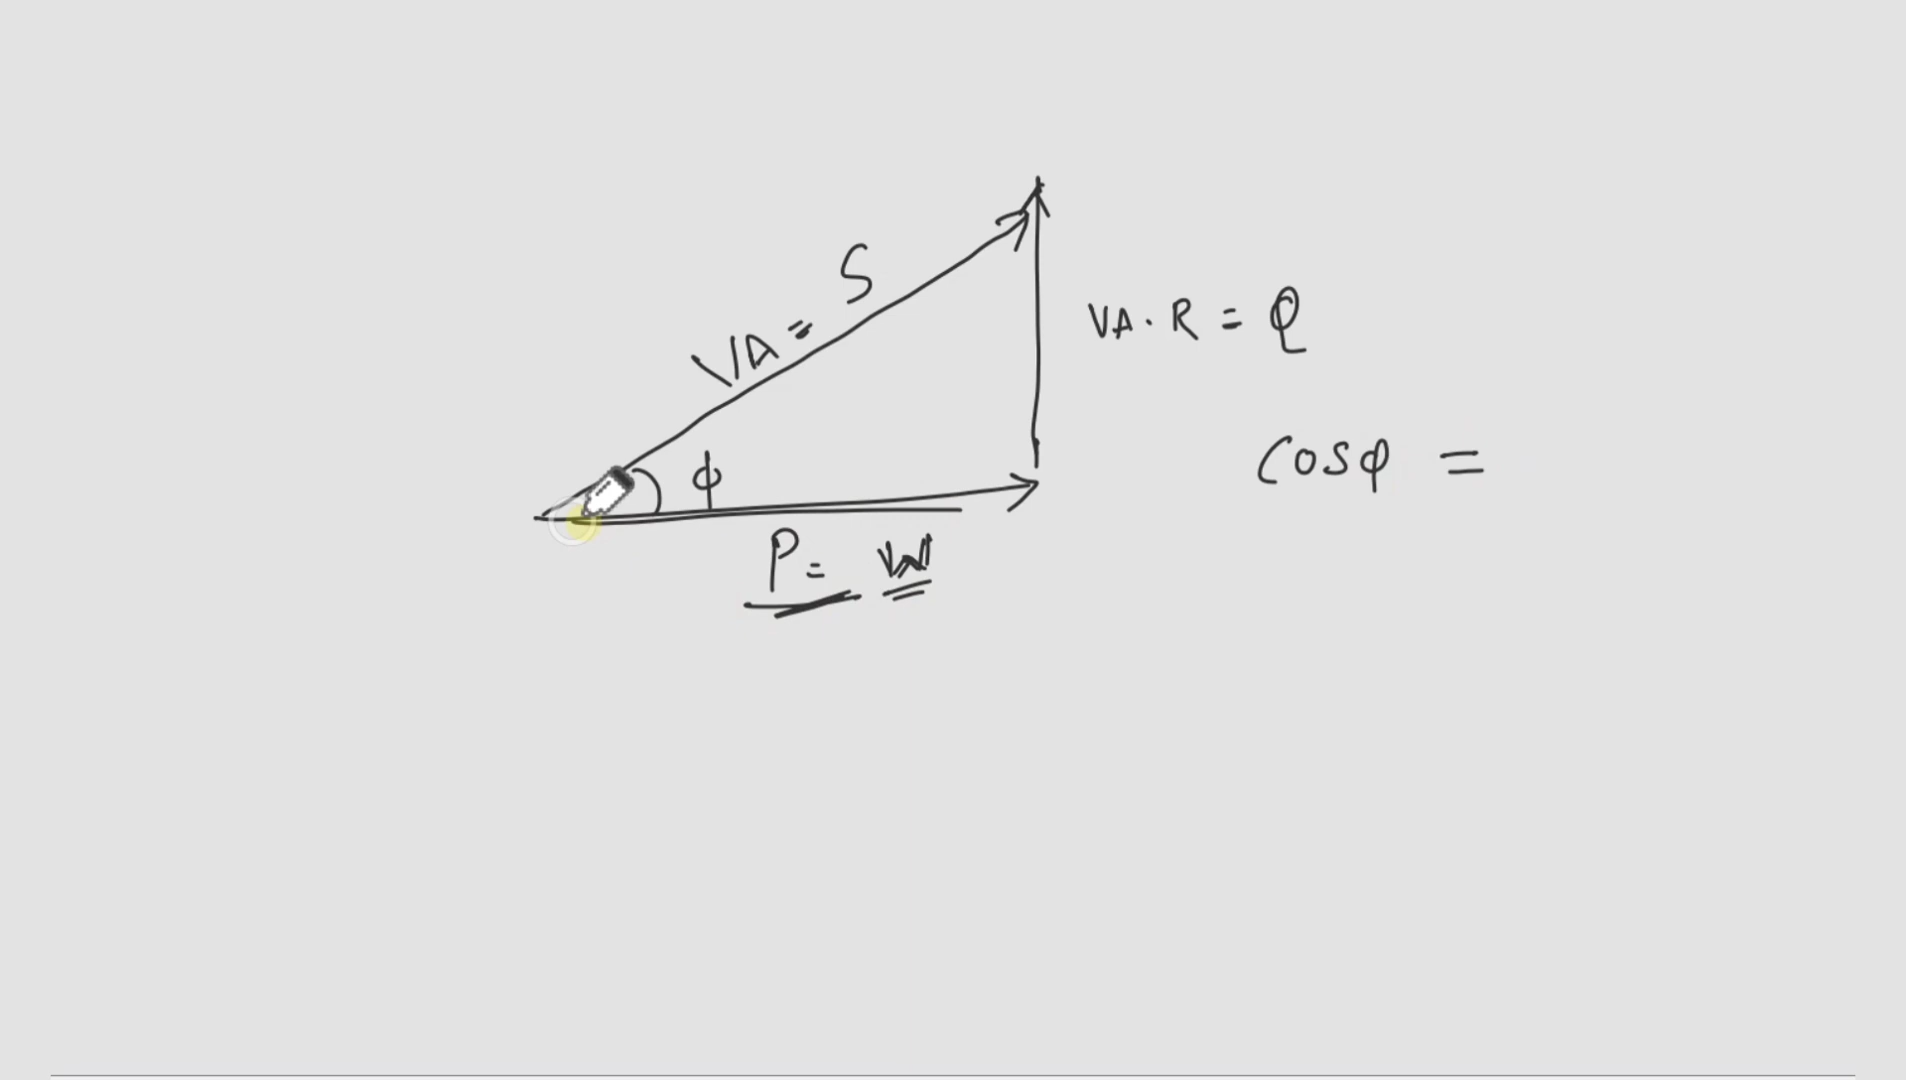 VA = S
VA.R = Q
cosφ =
ϕ
P = W